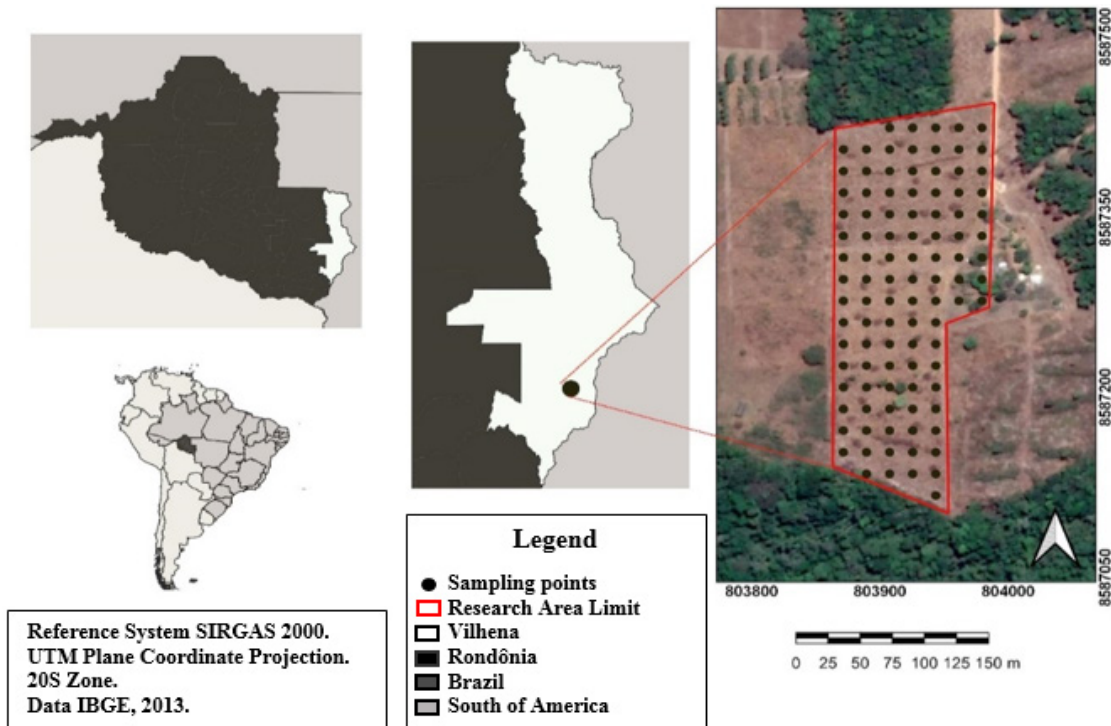 8587500
8587350
8587200
8587050
803800 803900 804000
0 25 50 75 100 125 150 m
Legend
Sampling points
Research Area Limit
Vilhena
Rondônia
Brazil
South of America
Reference System SIRGAS 2000.
UTM Plane Coordinate Projection.
20S Zone.
Data IBGE, 2013.